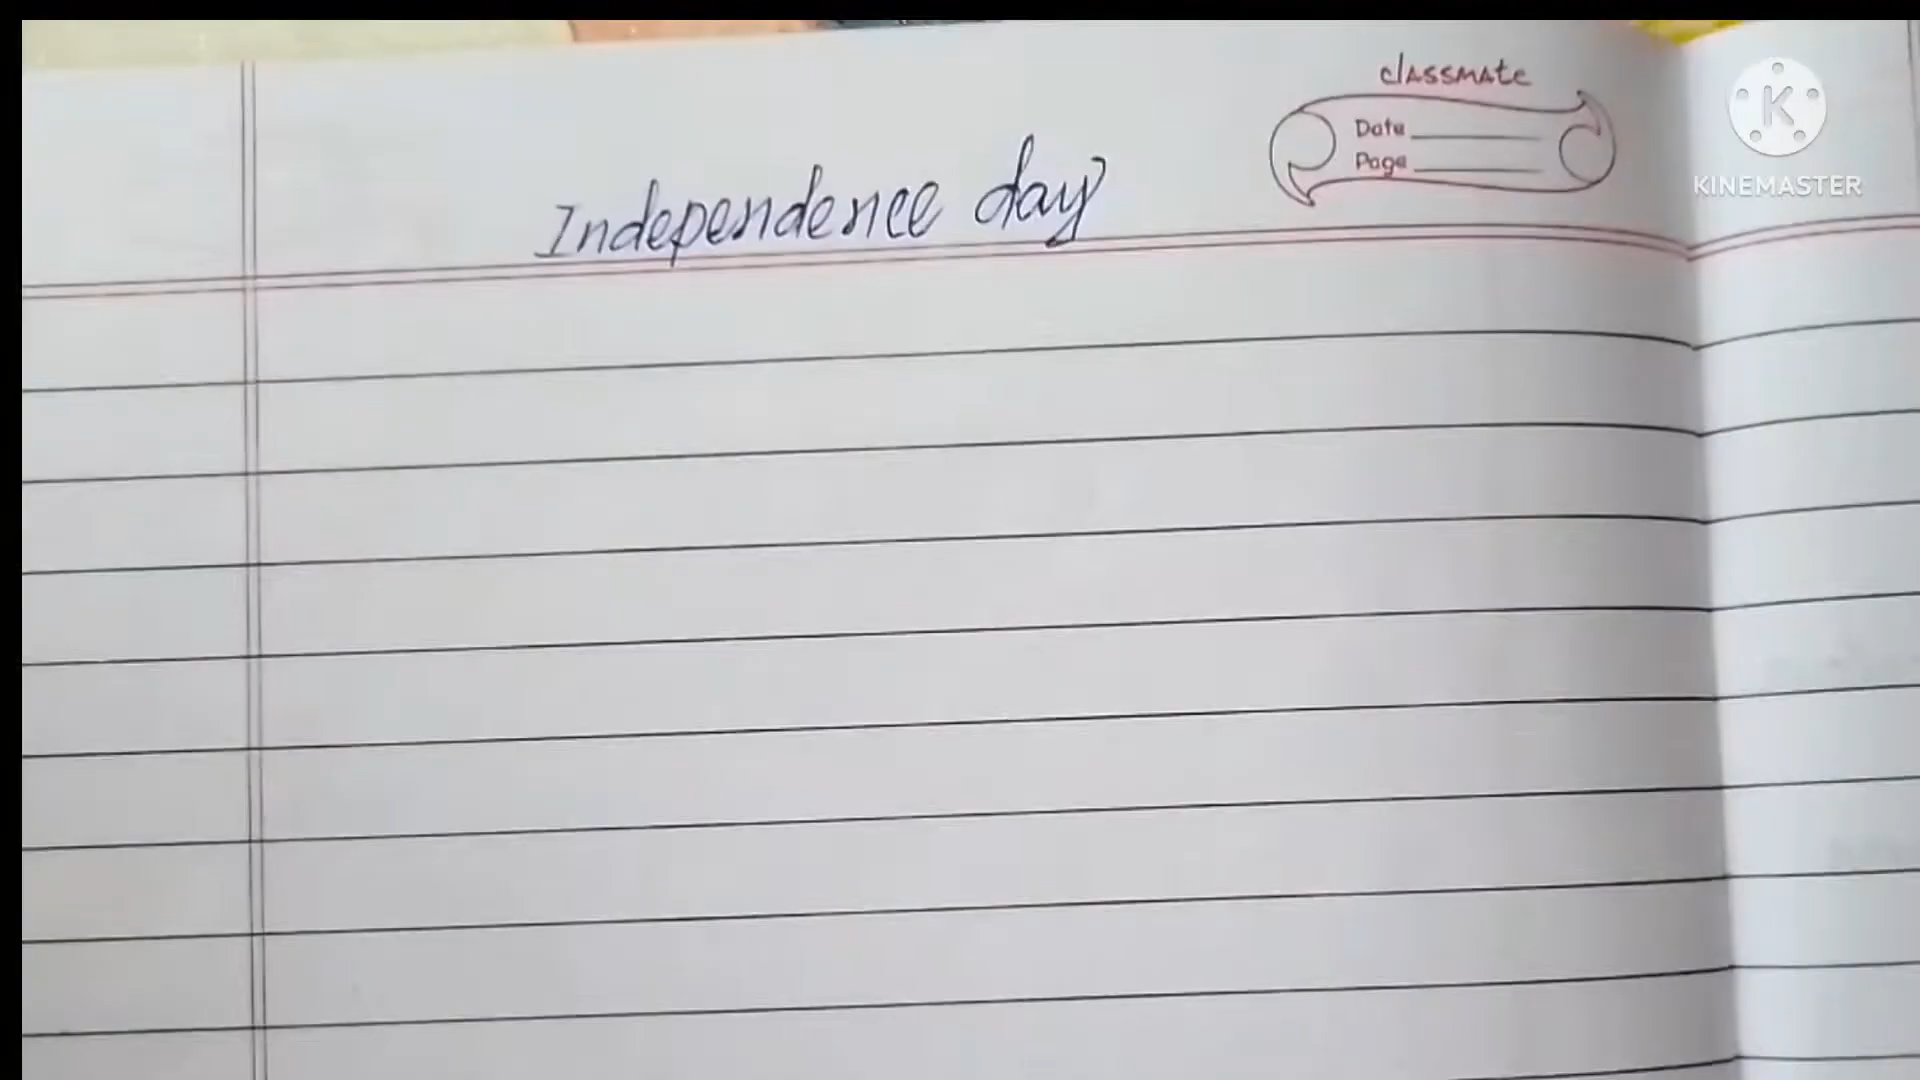 classmate
Date
Page
KINEMASTER
Independence day